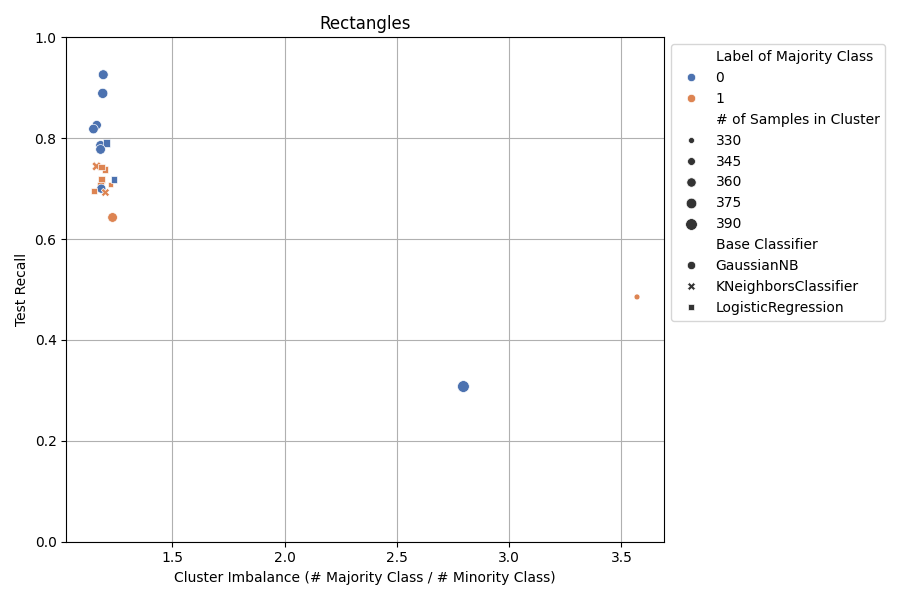 Rectangles
1.0
0.8
0.6
0.4
0.2
0.0
Test Recall
1.5
2.0
2.5
3.0
3.5
Cluster Imbalance (# Majority Class / # Minority Class)
Label of Majority Class
0
1
# of Samples in Cluster
330
345
360
375
390
Base Classifier
GaussianNB
KNeighborsClassifier
LogisticRegression